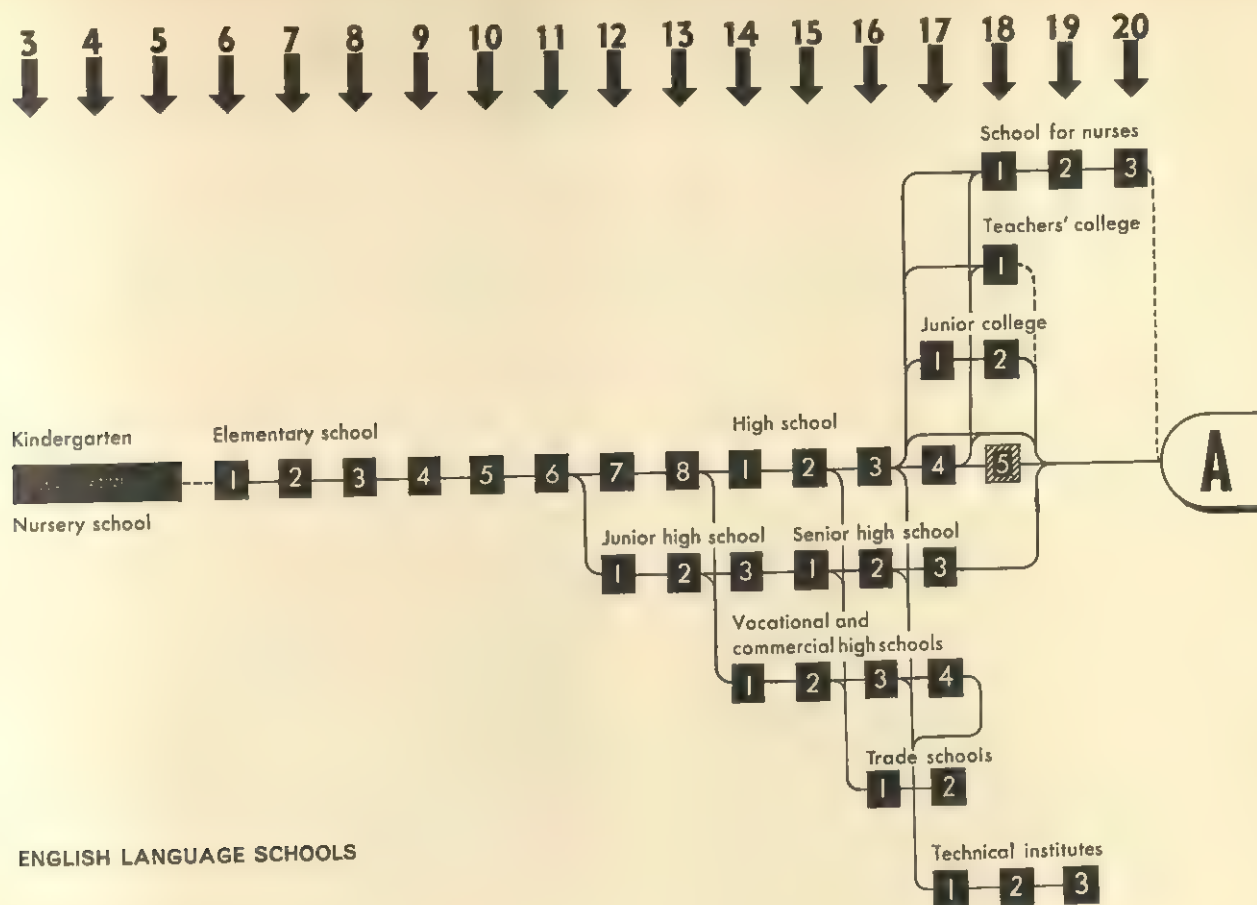 3 4 5 6 7 8 9 10 11 12 13 14 15 16 17 18 19 20
School for nurses
1 2 3
Teachers' college
1
Junior college
1 2
Kindergarten
Elementary school
High school
1 2 3 4 5 6 7 8 1 2 3 4 5
A
Nursery school
Junior high school
Senior high school
1 2 3 1 2 3
Vocational and
commercial high schools
1 2 3 4
Trade schools
1 2
ENGLISH LANGUAGE SCHOOLS
Technical institutes
1 2 3